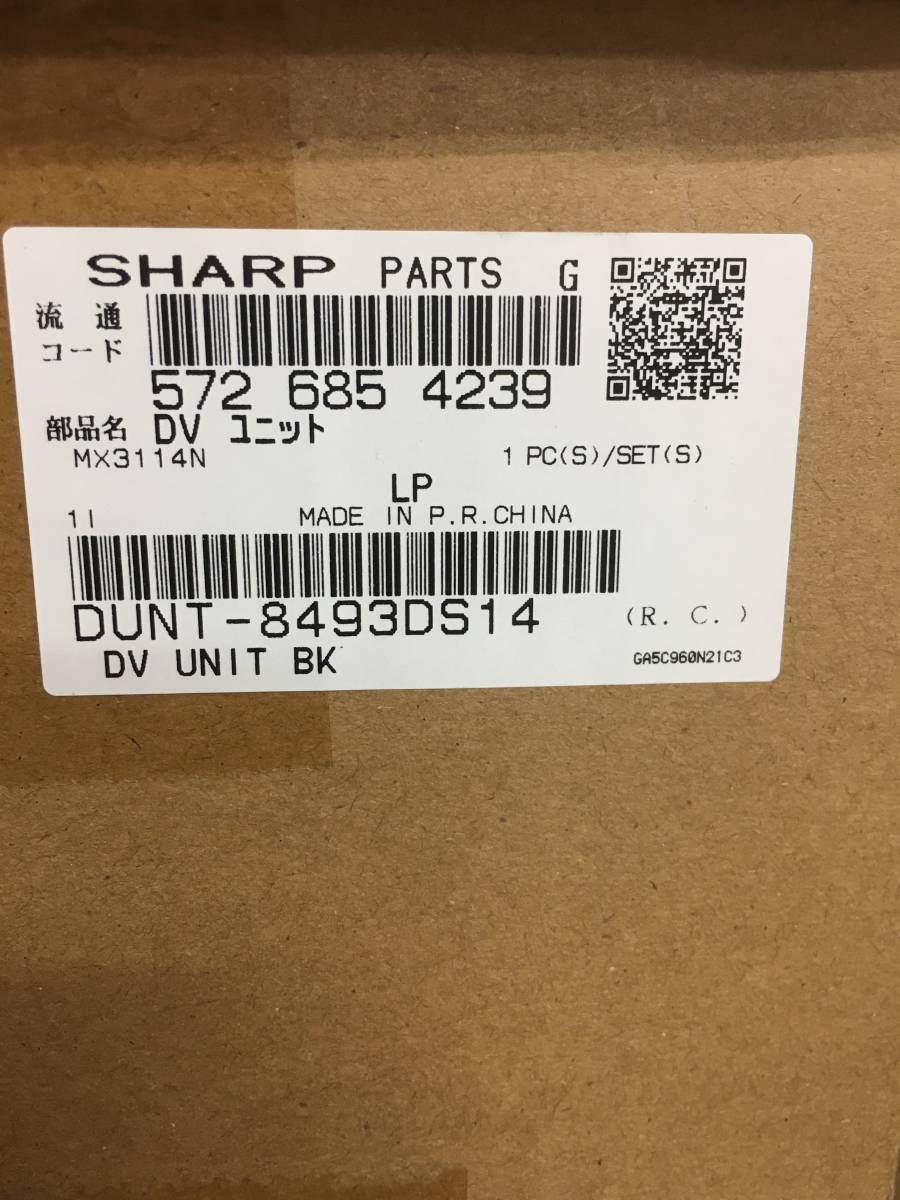 SHARP PARTS G
流通
コード
572 685 4239
部品名 DV ユニット
MX3114N 1 PC(S)/SET(S)
LP
11 MADE IN P.R.CHINA
DUNT-8493DS14 (R. C. )
DV UNIT BK GA5C960N21C3